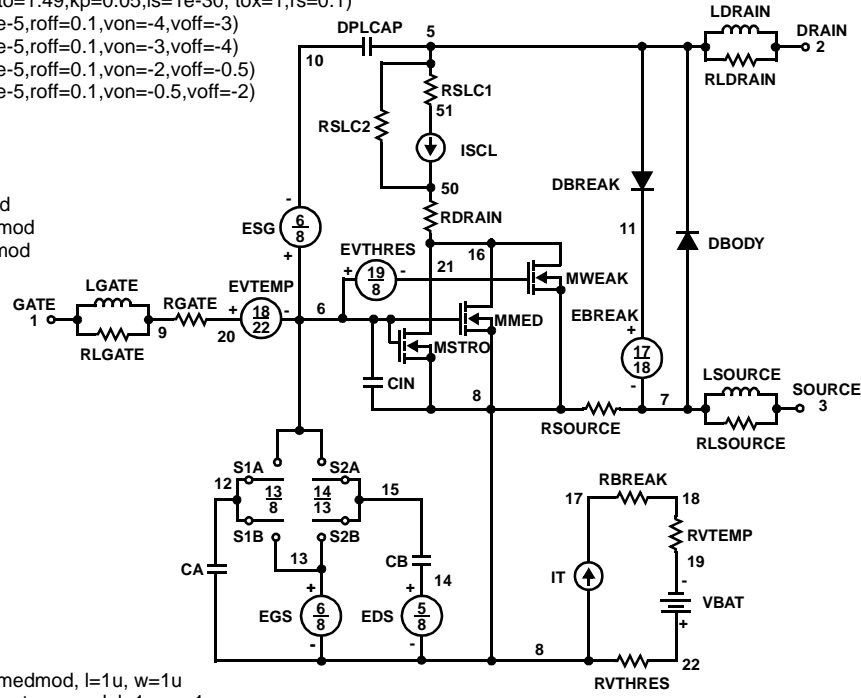 to=1.49,kp=0.05,is=1e-30, tox=1,rs=0.1)
e-5,roff=0.1,von=-4,voff=-3)
e-5,roff=0.1,von=-3,voff=-4)
e-5,roff=0.1,von=-2,voff=-0.5)
e-5,roff=0.1,von=-0.5,voff=-2)
LDRAIN
DPLCAP
5
DRAIN
2
10
RLDRAIN
RSLC1
51
RSLC2
ISCL
50
d
mod
mod
DBREAK
RDRAIN
ESG
6
8
-
+
11
DBODY
EVTHRES
16
21
+ 19 -
8
MWEAK
LGATE
EVTEMP
GATE
1
RGATE
+ 18 -
22
6
MMED
EBREAK
+
9
20
MSTRO
17
18
-
RLGATE
CIN
LSOURCE
8
SOURCE
7
3
RSOURCE
RLSOURCE
S1A
S2A
12
13
8
14
13
15
RBREAK
17
18
S1B
S2B
RVTEMP
13
CB
19
CA
14
IT
-
VBAT
+
+
EGS
6
8
EDS
5
8
-
-
+
8
22
RVTHRES
medmod, l=1u, w=1u